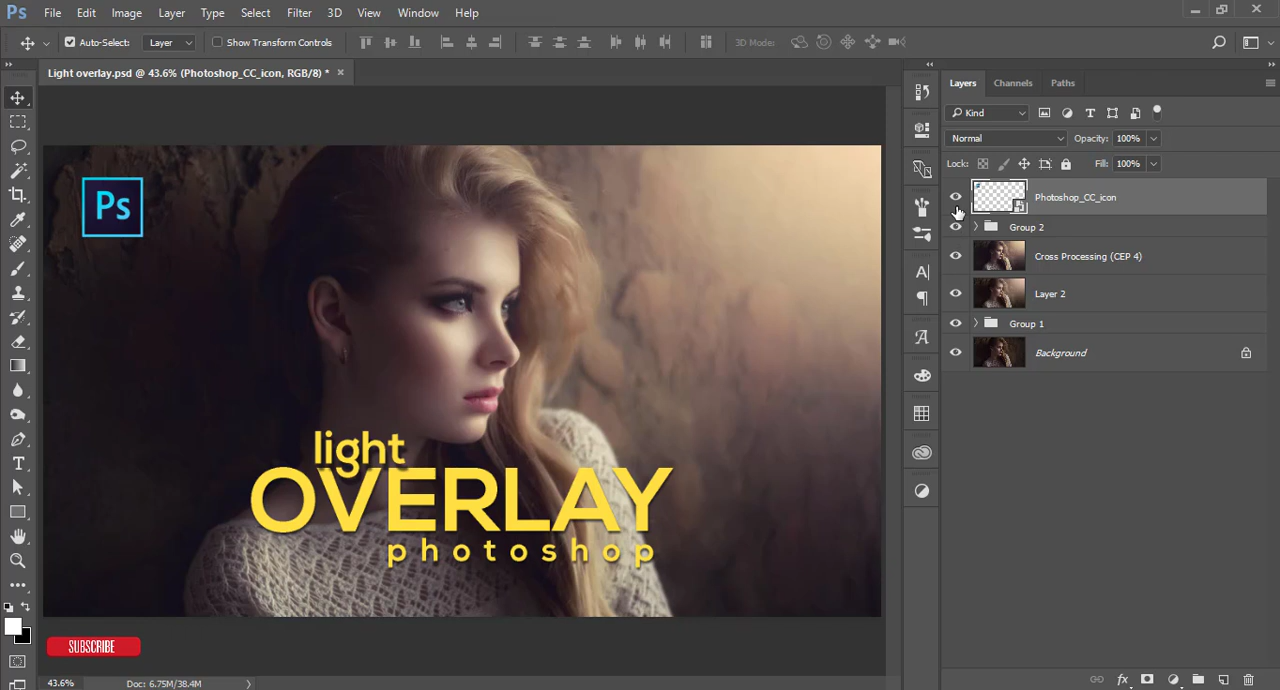 Ps File Edit Image Layer Type Select Filter 3D View Window Help
Auto-Select: Layer Show Transform Controls 3D Mode:
Light overlay.psd @ 43.6% (Photoshop_CC_icon, RGB/8) *
Layers Channels Paths
Kind
Normal Opacity: 100%
Lock: Fill: 100%
Photoshop_CC_icon
Group 2
Cross Processing (CEP 4)
Layer 2
Group 1
Background
Ps
light
OVERLAY
photoshop
SUBSCRIBE
43.6% Doc: 6.75M/38.4M